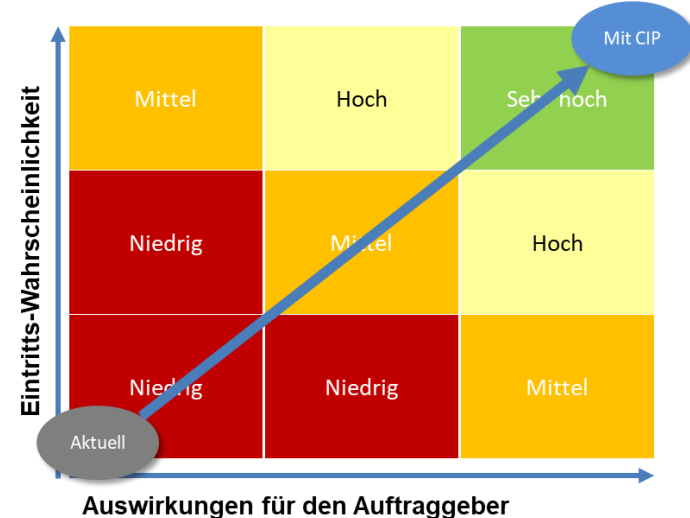 Mit CIP
Mittel
Hoch
Sehr hoch
Eintritts-Wahrscheinlichkeit
Niedrig
Mittel
Hoch
Niedrig
Niedrig
Mittel
Aktuell
Auswirkungen für den Auftraggeber